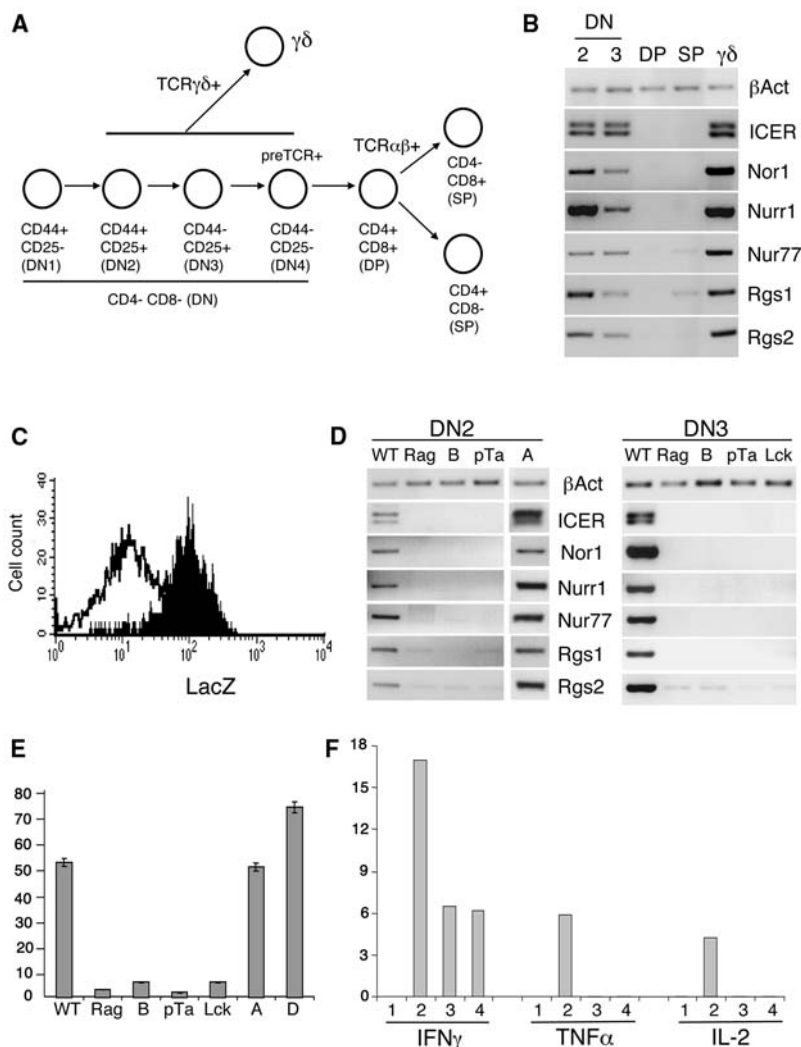 A
γδ
TCRγδ+
preTCR+
TCRαβ+
CD44+ CD25- (DN1)
CD44+ CD25+ (DN2)
CD44- CD25+ (DN3)
CD44- CD25- (DN4)
CD4+ CD8+ (DP)
CD4- CD8+ (SP)
CD4+ CD8- (SP)
CD4- CD8- (DN)
B
DN
2 3 DP SP γδ
βAct
ICER
Nor1
Nurr1
Nur77
Rgs1
Rgs2
C
Cell count
40
30
20
10
0
10^0 10^1 10^2 10^3 10^4
LacZ
D
DN2
WT Rag B pTa A
βAct
ICER
Nor1
Nurr1
Nur77
Rgs1
Rgs2
DN3
WT Rag B pTa Lck
E
80
70
60
50
40
30
20
10
0
WT Rag B pTa Lck A D
F
18
15
12
9
6
3
0
1 2 3 4 1 2 3 4 1 2 3 4
IFNγ TNFα IL-2